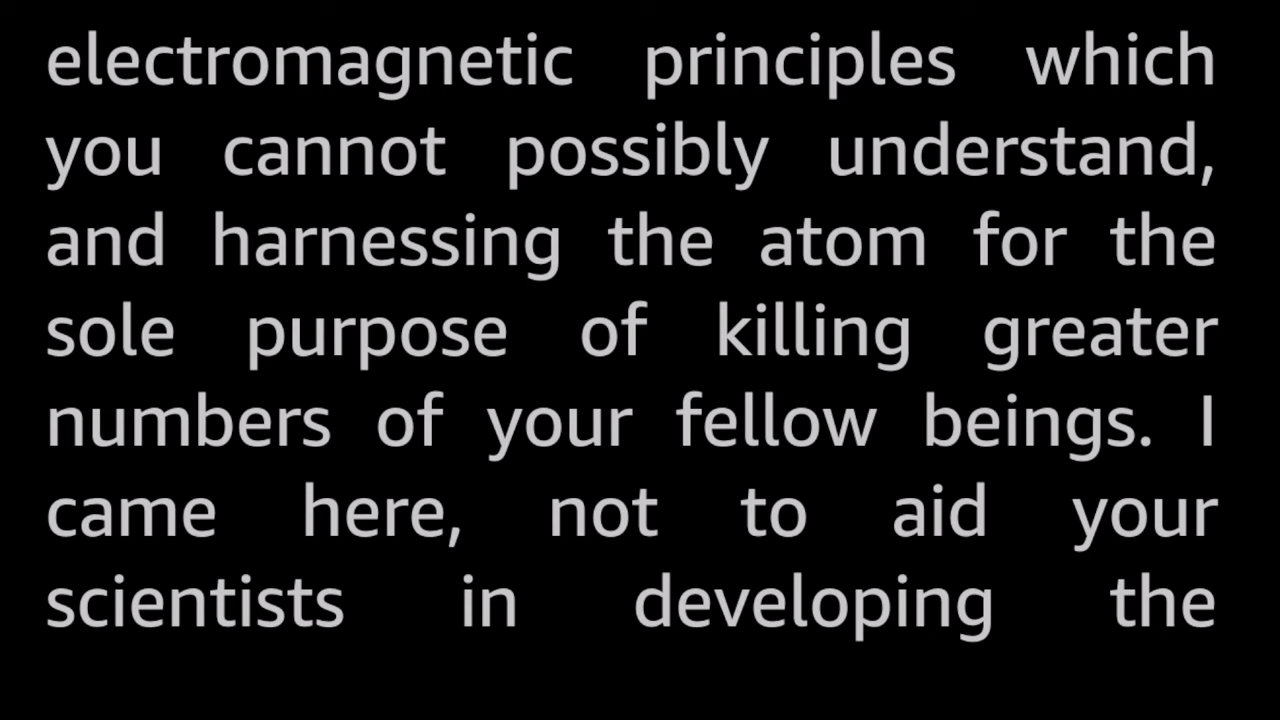 electromagnetic principles which
you cannot possibly understand,
and harnessing the atom for the
sole purpose of killing greater
numbers of your fellow beings. I
came here, not to aid your
scientists in developing the